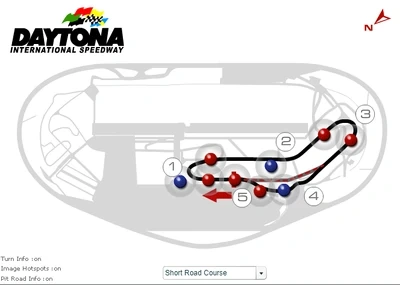 DAYTONA
INTERNATIONAL SPEEDWAY
N
3
2
1
5
4
Turn Info :on
Image Hotspots :on
Pit Road Info :on
Short Road Course